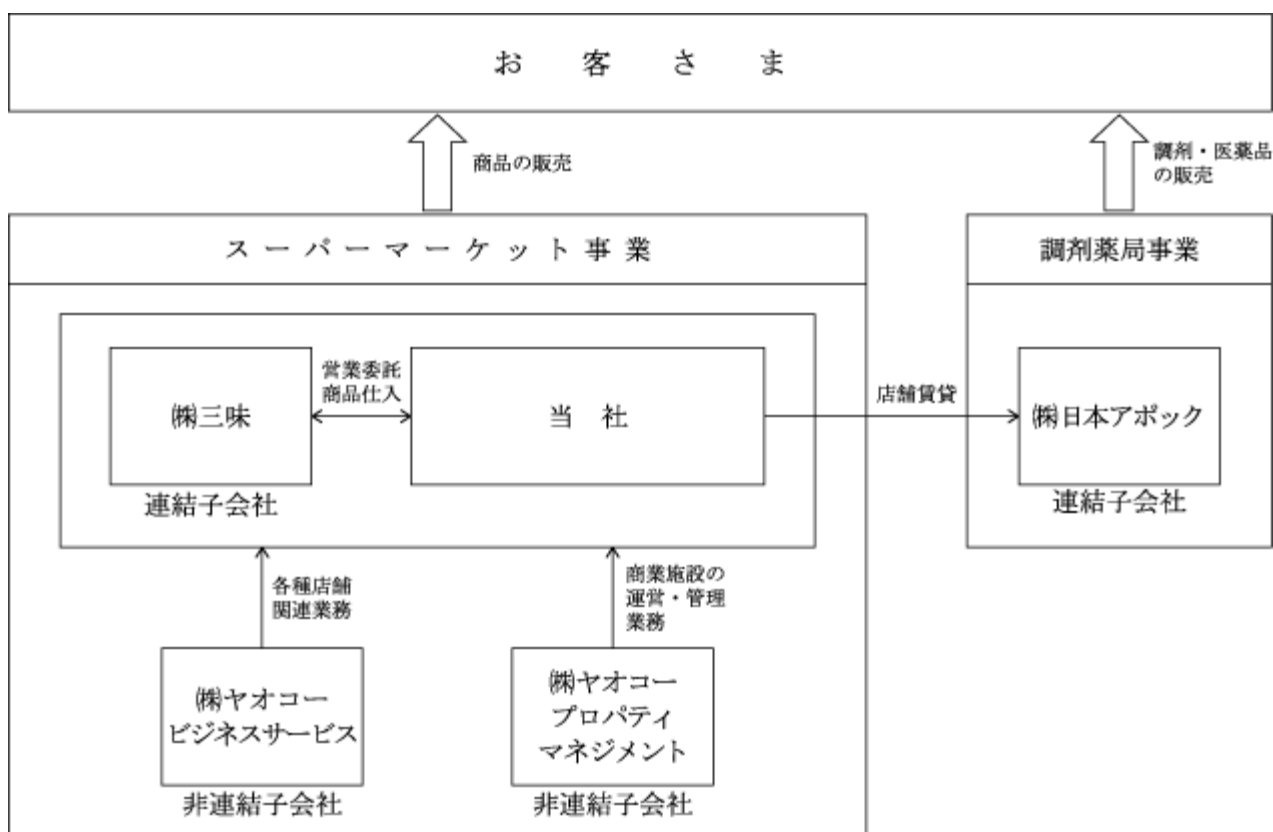 お客さま
商品の販売
調剤・医薬品
の販売
スーパーマーケット事業
調剤薬局事業
㈱三味
営業委託
商品仕入
当社
店舗賃貸
㈱日本アポック
連結子会社
連結子会社
各種店舗
関連業務
商業施設の
運営・管理
業務
㈱ヤオコー
ビジネスサービス
㈱ヤオコー
プロパティ
マネジメント
非連結子会社
非連結子会社